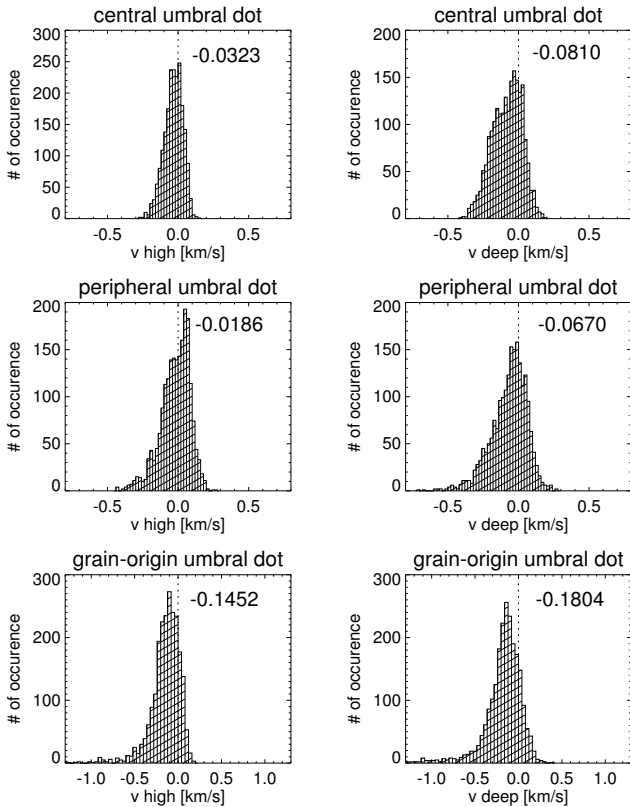 central umbral dot
300
250
200
150
100
50
0
# of occurence
-0.0323
-0.5 0.0 0.5
v high [km/s]
central umbral dot
200
150
100
50
0
# of occurence
-0.0810
-0.5 0.0 0.5
v deep [km/s]
peripheral umbral dot
200
150
100
50
0
# of occurence
-0.0186
-0.5 0.0 0.5
v high [km/s]
peripheral umbral dot
200
150
100
50
0
# of occurence
-0.0670
-0.5 0.0 0.5
v deep [km/s]
grain-origin umbral dot
300
200
100
0
# of occurence
-0.1452
-1.0 -0.5 0.0 0.5 1.0
v high [km/s]
grain-origin umbral dot
300
200
100
0
# of occurence
-0.1804
-1.0 -0.5 0.0 0.5 1.0
v deep [km/s]